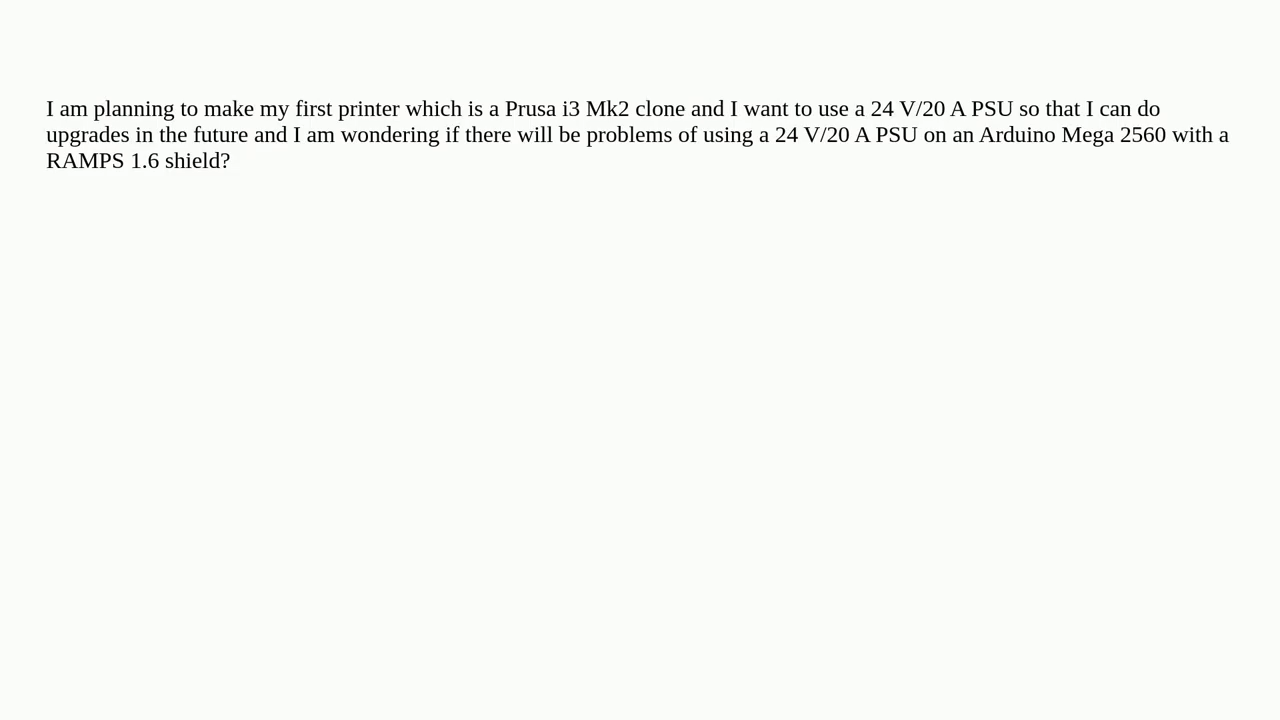 I am planning to make my first printer which is a Prusa i3 Mk2 clone and I want to use a 24 V/20 A PSU so that I can do
upgrades in the future and I am wondering if there will be problems of using a 24 V/20 A PSU on an Arduino Mega 2560 with a
RAMPS 1.6 shield?